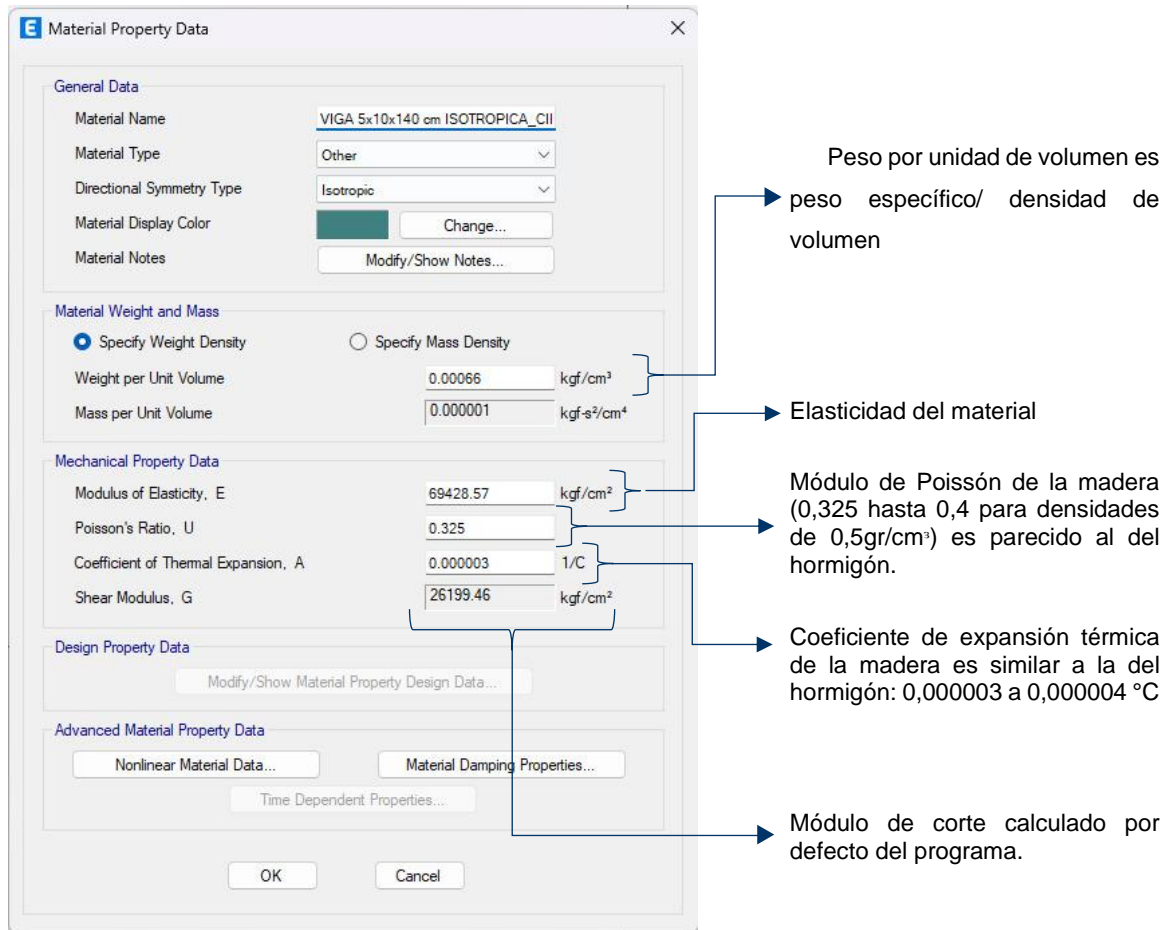 E Material Property Data
General Data
Material Name VIGA 5x10x140 cm ISOTROPICA_CII
Material Type Other
Directional Symmetry Type Isotropic
Material Display Color Change...
Material Notes Modify/Show Notes...
Material Weight and Mass
Specify Weight Density Specify Mass Density
Weight per Unit Volume 0.00066 kgf/cm³
Mass per Unit Volume 0.000001 kgf-s²/cm⁴
Mechanical Property Data
Modulus of Elasticity, E 69428.57 kgf/cm²
Poisson's Ratio, U 0.325
Coefficient of Thermal Expansion, A 0.000003 1/C
Shear Modulus, G 26199.46 kgf/cm²
Design Property Data
Modify/Show Material Property Design Data...
Advanced Material Property Data
Nonlinear Material Data... Material Damping Properties...
Time Dependent Properties...
OK Cancel
Peso por unidad de volumen es
peso específico/ densidad de
volumen
Elasticidad del material
Módulo de Poissón de la madera
(0,325 hasta 0,4 para densidades
de 0,5gr/cm³) es parecido al del
hormigón.
Coeficiente de expansión térmica
de la madera es similar a la del
hormigón: 0,000003 a 0,000004 °C
Módulo de corte calculado por
defecto del programa.